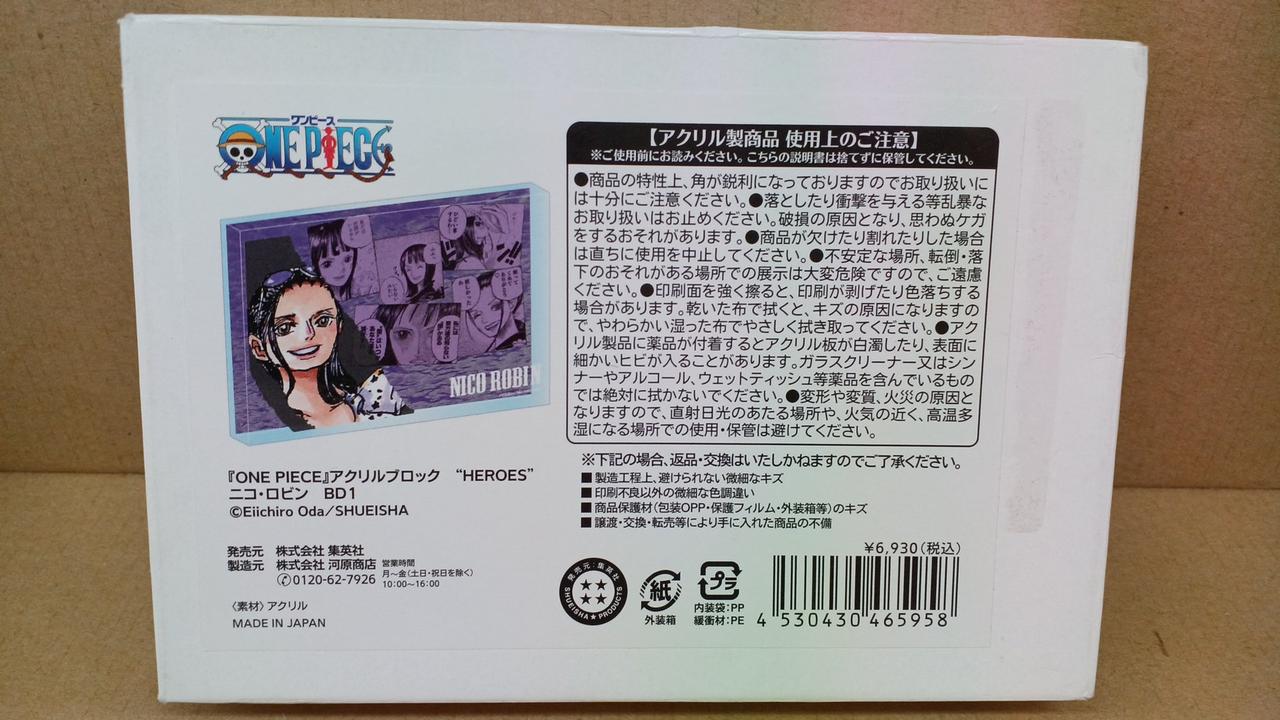 ワンピース
ONE PIECE
NICO ROBIN
『ONE PIECE』アクリルブロック　“HEROES”
ニコ・ロビン　BD1
©Eiichiro Oda/SHUEISHA
発売元　株式会社 集英社
製造元　株式会社 河原商店
0120-62-7926
営業時間
月～金(土日・祝日を除く)
10:00～16:00
〈素材〉アクリル
MADE IN JAPAN
【アクリル製商品 使用上のご注意】
※ご使用前にお読みください。こちらの説明書は捨てずに保管してください。
●商品の特性上、角が鋭利になっておりますのでお取り扱いに
は十分にご注意ください。●落としたり衝撃を与える等乱暴な
お取り扱いはお止めください。破損の原因となり、思わぬケガ
をするおそれがあります。●商品が欠けたり割れたりした場合
は直ちに使用を中止してください。●不安定な場所、転倒・落
下のおそれがある場所での展示は大変危険ですので、ご遠慮
ください。●印刷面を強く擦ると、印刷が剥げたり色落ちする
場合があります。乾いた布で拭くと、キズの原因になりますの
で、やわらかい湿った布でやさしく拭き取ってください。●アク
リル製品に薬品が付着するとアクリル板が白濁したり、表面に
細かいヒビが入ることがあります。ガラスクリーナー又はシン
ナーやアルコール、ウェットティッシュ等薬品を含んでいるもの
では絶対に拭かないでください。●変形や変質、火災の原因と
なりますので、直射日光のあたる場所や、火気の近く、高温多
湿になる場所での使用・保管は避けてください。
※下記の場合、返品・交換はいたしかねますのでご了承ください。
■製造工程上、避けられない微細なキズ
■印刷不良以外の微細な色調違い
■商品保護材(包装OPP・保護フィルム・外装箱等)のキズ
■譲渡・交換・転売等により手に入れた商品の不備
¥6,930(税込)
発売元:集英社
SHUEISHA★PRODUCTS
紙
外装箱
プラ
内装袋:PP
緩衝材:PE
4 530430 465958